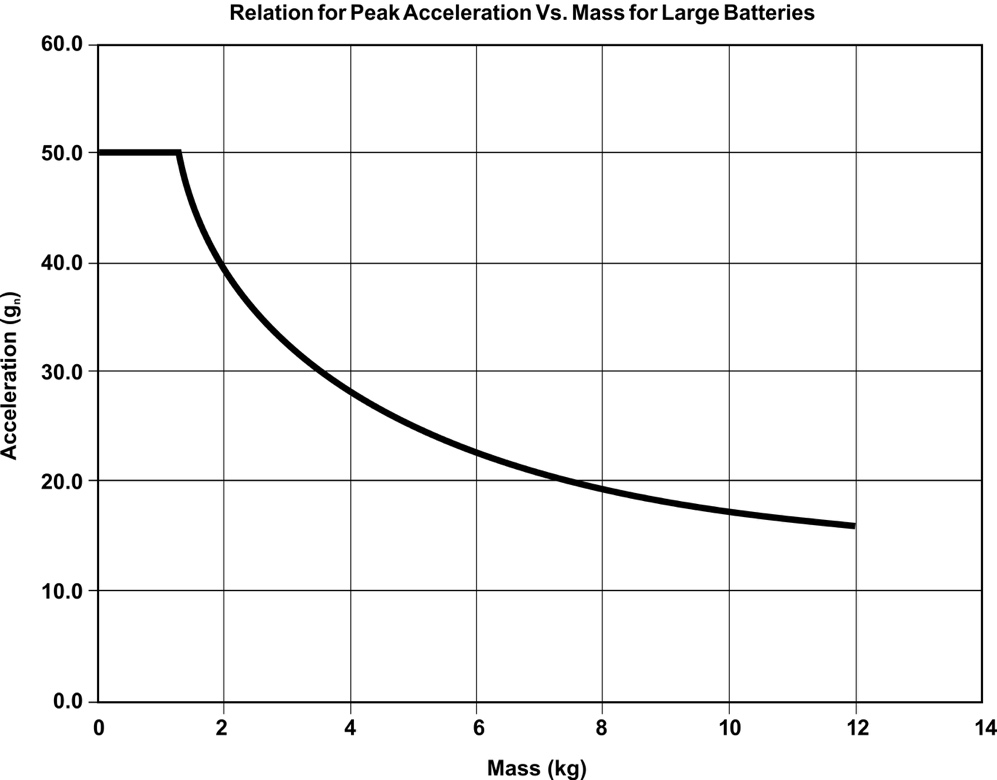 Relation for Peak Acceleration Vs. Mass for Large Batteries
60.0
50.0
40.0
30.0
20.0
10.0
0.0
Acceleration (gn)
0 2 4 6 8 10 12 14
Mass (kg)